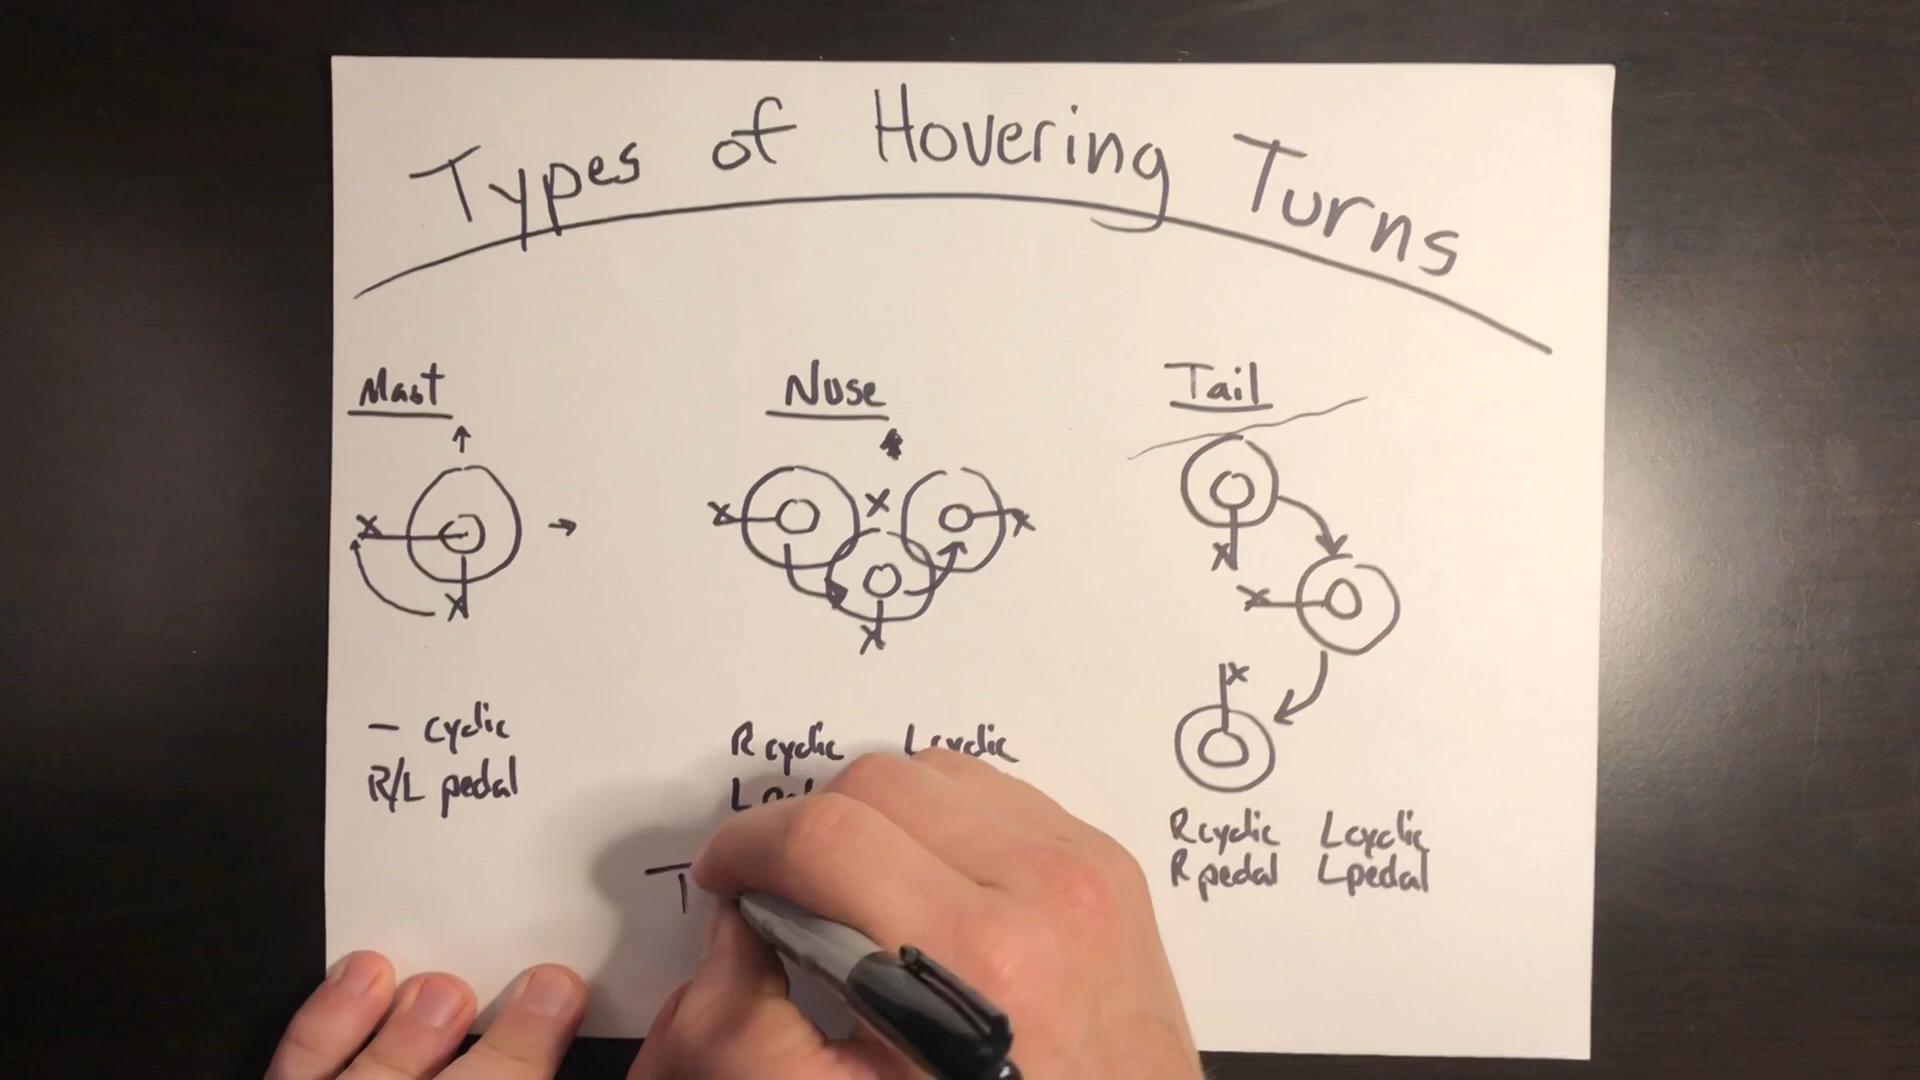 Types of Hovering Turns
Mast
Nose
Tail
- cyclic
R/L pedal
R cyclic L cyclic
L
R cyclic L cyclic
R pedal L pedal
T